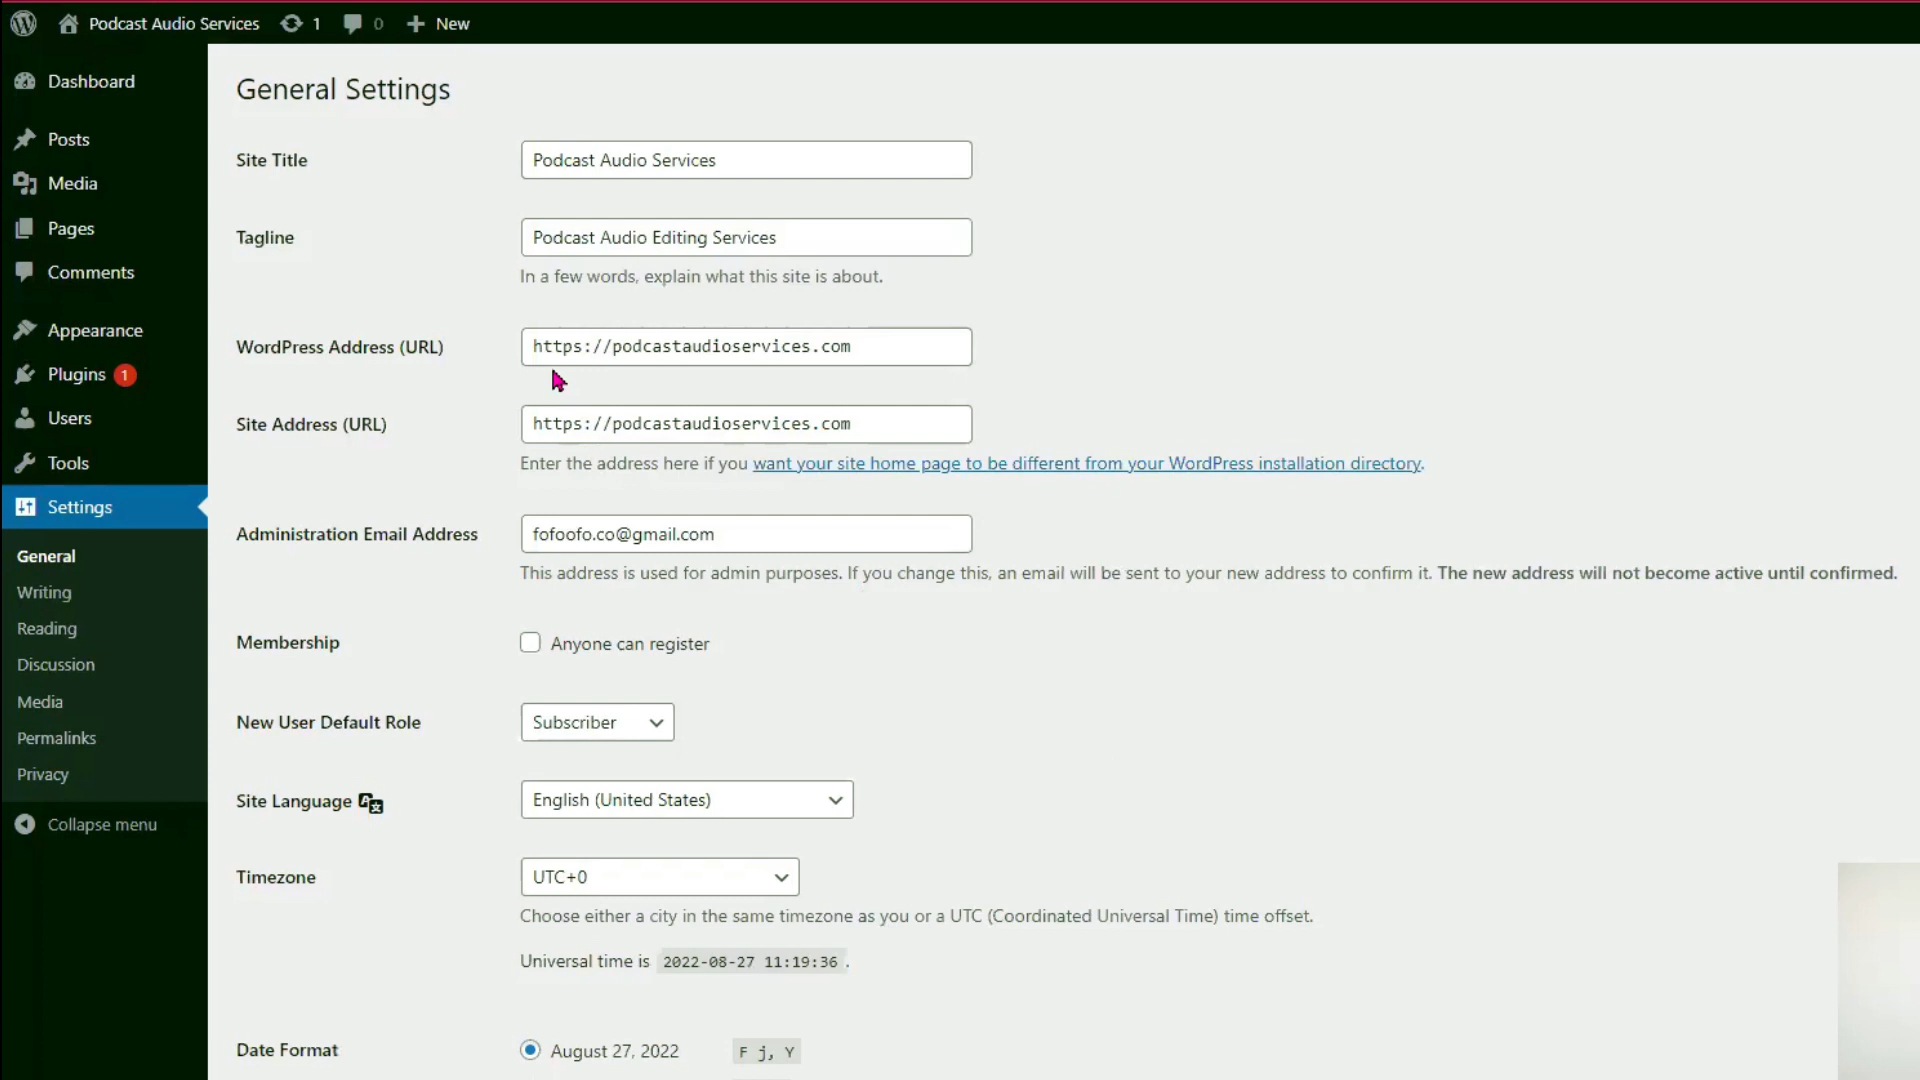 Podcast Audio Services 1 0 New
Dashboard
Posts
Media
Pages
Comments
Appearance
Plugins 1
Users
Tools
Settings
General
Writing
Reading
Discussion
Media
Permalinks
Privacy
Collapse menu
General Settings
Site Title Podcast Audio Services
Tagline Podcast Audio Editing Services
In a few words, explain what this site is about.
WordPress Address (URL) https://podcastaudioservices.com
Site Address (URL) https://podcastaudioservices.com
Enter the address here if you want your site home page to be different from your WordPress installation directory.
Administration Email Address fofoofo.co@gmail.com
This address is used for admin purposes. If you change this, an email will be sent to your new address to confirm it. The new address will not become active until confirmed.
Membership Anyone can register
New User Default Role Subscriber
Site Language English (United States)
Timezone UTC+0
Choose either a city in the same timezone as you or a UTC (Coordinated Universal Time) time offset.
Universal time is 2022-08-27 11:19:36 .
Date Format August 27, 2022 F j, Y